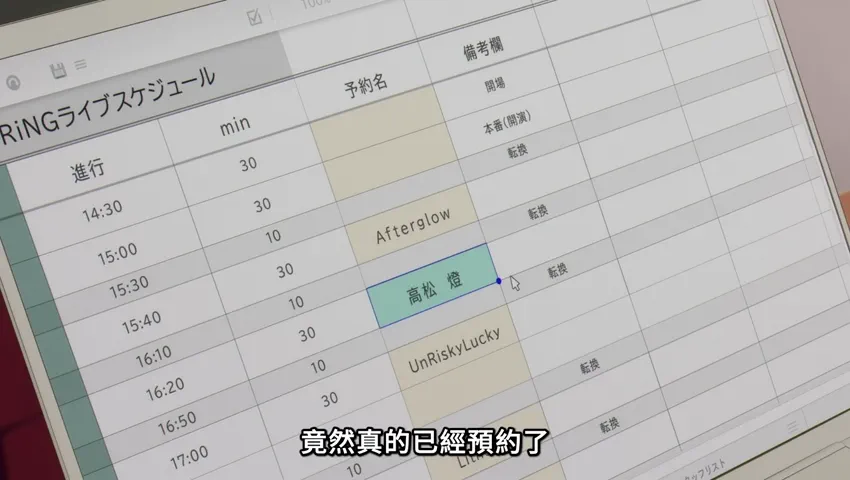 100%
RiNGライブスケジュール
進行 min 予約名 備考欄
14:30 30 開場
15:00 30 本番(開演)
15:30 10 転換
15:40 30 Afterglow
16:10 10 転換
16:20 30 高松 燈
16:50 10 転換
17:00 30 UnRiskyLucky
10 転換
転換
竟然真的已經預約了